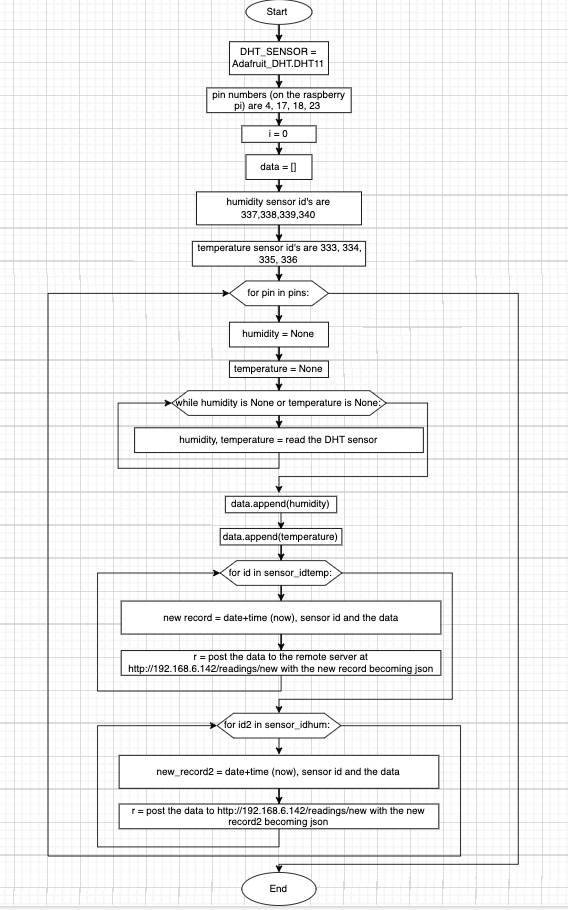 Start
DHT_SENSOR =
Adafruit_DHT.DHT11
pin numbers (on the raspberry
pi) are 4, 17, 18, 23
i = 0
data = []
humidity sensor id's are
337,338,339,340
temperature sensor id's are 333, 334,
335, 336
for pin in pins:
humidity = None
temperature = None
while humidity is None or temperature is None:
humidity, temperature = read the DHT sensor
data.append(humidity)
data.append(temperature)
for id in sensor_idtemp:
new record = date+time (now), sensor id and the data
r = post the data to the remote server at
http://192.168.6.142/readings/new with the new record becoming json
for id2 in sensor_idhum:
new_record2 = date+time (now), sensor id and the data
r = post the data to http://192.168.6.142/readings/new with the new
record2 becoming json
End